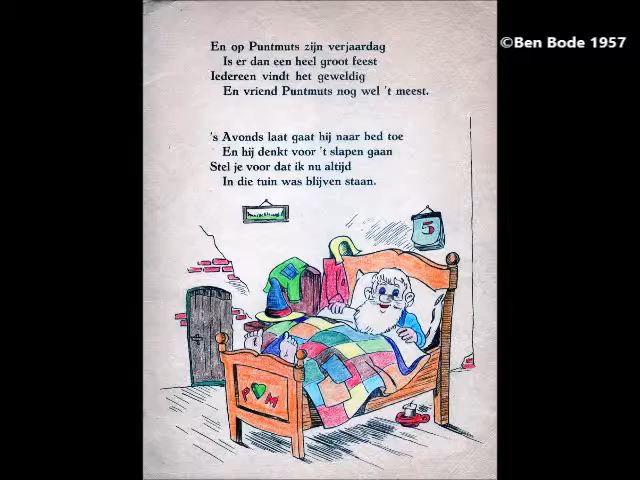 ©Ben Bode 1957
En op Puntmuts zijn verjaardag
Is er dan een heel groot feest
Iedereen vindt het geweldig
En vriend Puntmuts nog wel 't meest.
's Avonds laat gaat hij naar bed toe
En hij denkt voor 't slapen gaan
Stel je voor dat ik nu altijd
In die tuin was blijven staan.
5
P M